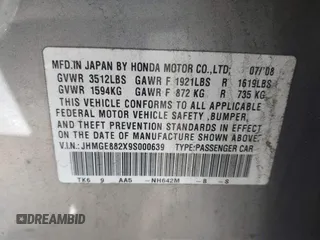 MFD.IN JAPAN BY HONDA MOTOR CO.,LTD. 07/'08
GVWR 3512LBS GAWR F 1921LBS R 1619LBS
GVWR 1594KG GAWR F 872 KG R 735 KG
THIS VEHICLE CONFORMS TO ALL APPLICABLE
FEDERAL MOTOR VEHICLE SAFETY ,BUMPER,
AND THEFT PREVENTION STANDARDS IN EFFECT ON
THE DATE OF MANUFACTURE SHOWN ABOVE.
V.I.N.: JHMGE882X9S000639 TYPE:PASSENGER CAR
TK6 9 AA5 -NH642M -B -3
DREAMBID